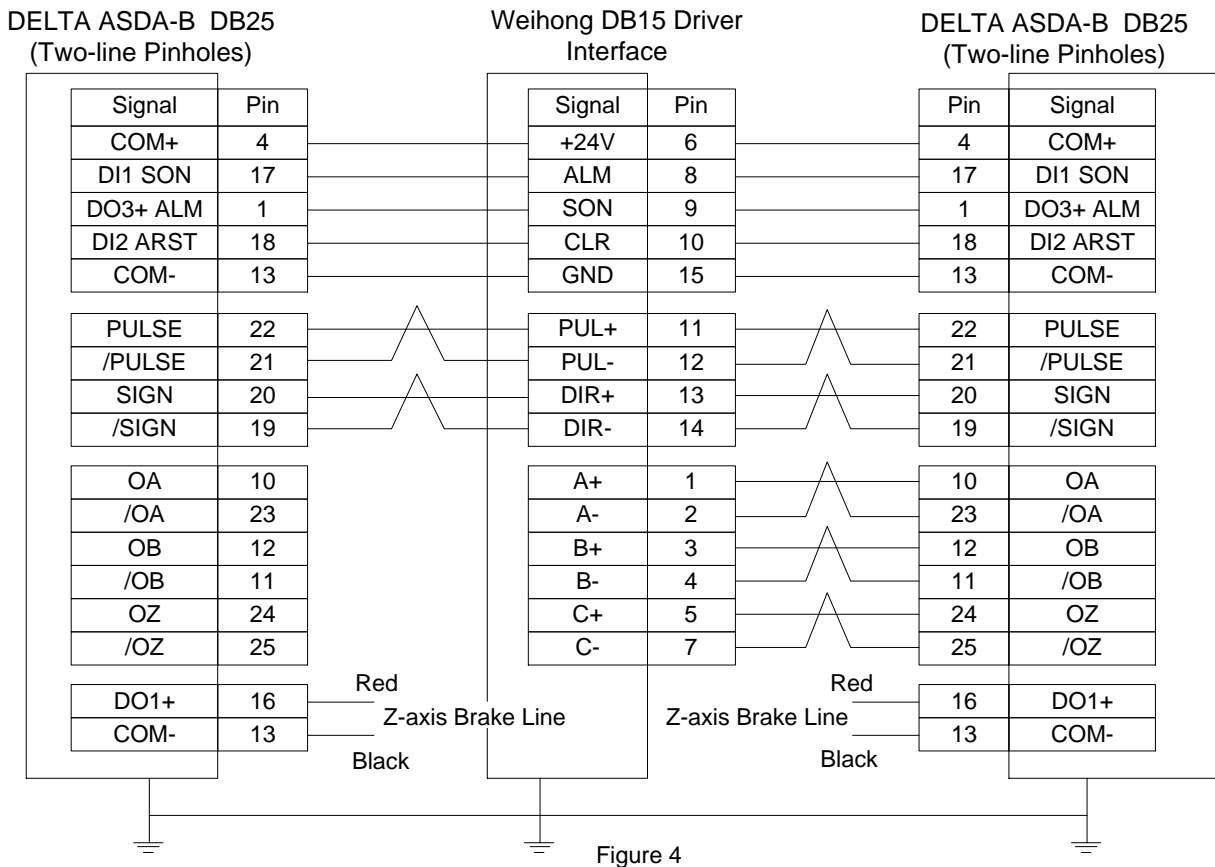 DELTA ASDA-B DB25 (Two-line Pinholes)
Weihong DB15 Driver Interface
DELTA ASDA-B DB25 (Two-line Pinholes)
Signal Pin Signal Pin Pin Signal
COM+ 4 +24V 6 4 COM+
DI1 SON 17 ALM 8 17 DI1 SON
DO3+ ALM 1 SON 9 1 DO3+ ALM
DI2 ARST 18 CLR 10 18 DI2 ARST
COM- 13 GND 15 13 COM-
PULSE 22 PUL+ 11 22 PULSE
/PULSE 21 PUL- 12 21 /PULSE
SIGN 20 DIR+ 13 20 SIGN
/SIGN 19 DIR- 14 19 /SIGN
OA 10 A+ 1 10 OA
/OA 23 A- 2 23 /OA
OB 12 B+ 3 12 OB
/OB 11 B- 4 11 /OB
OZ 24 C+ 5 24 OZ
/OZ 25 C- 7 25 /OZ
Red Red
DO1+ 16 16 DO1+
Z-axis Brake Line Z-axis Brake Line
COM- 13 13 COM-
Black Black
Figure 4